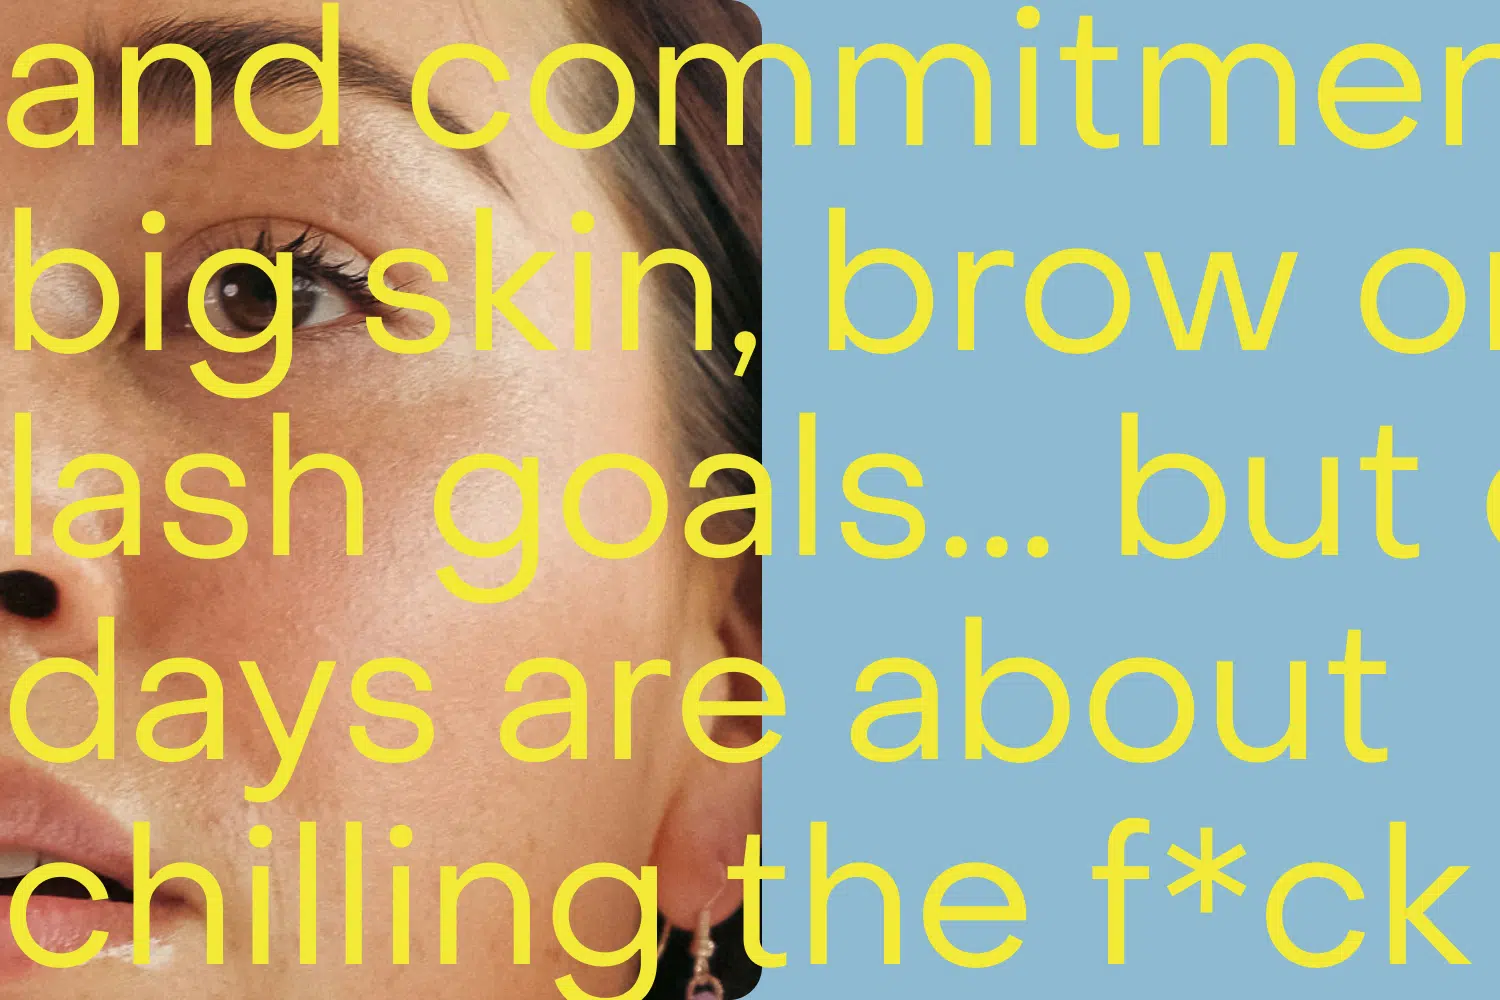 and commitmen
big skin, brow or
lash goals... but
days are about
chilling the f*ck